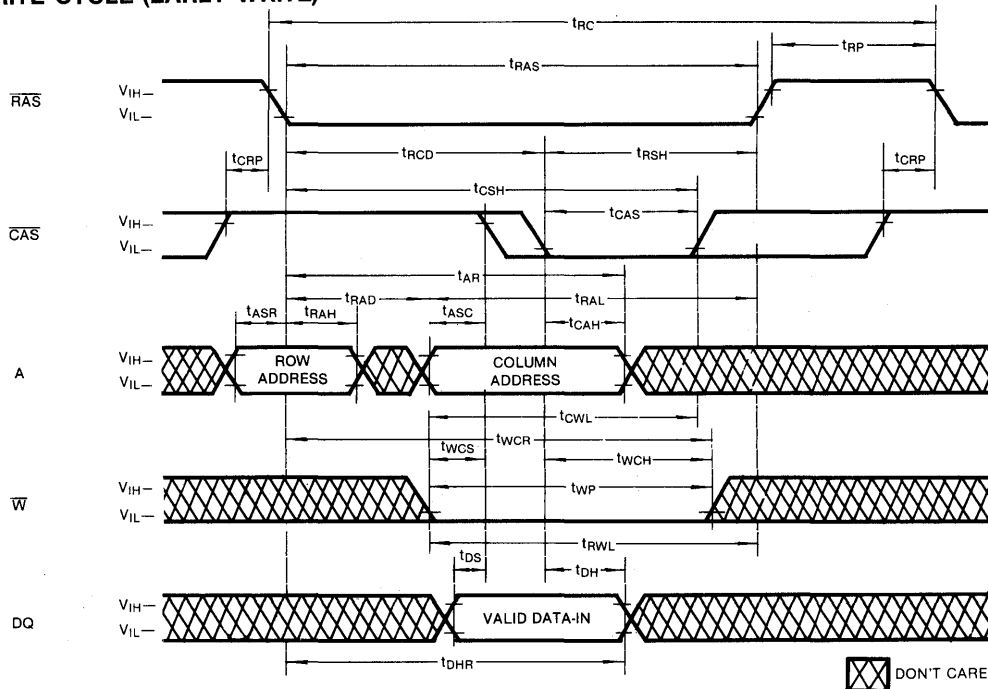 RITE CYCLE (EARLY WRITE)
tRC
tRP
tRAS
RAS
VIH—
VIL—
tRCD
tRSH
tCRP
tCRP
tCSH
tCAS
CAS
VIH—
VIL—
tAR
tRAD
tRAL
tASR
tRAH
tASC
tCAH
A
VIH—
VIL—
ROW
ADDRESS
COLUMN
ADDRESS
tCWL
tWCR
tWCS
tWCH
tWP
W
VIH—
VIL—
tRWL
tDS
tDH
DQ
VIH—
VIL—
VALID DATA-IN
tDHR
DON'T CARE